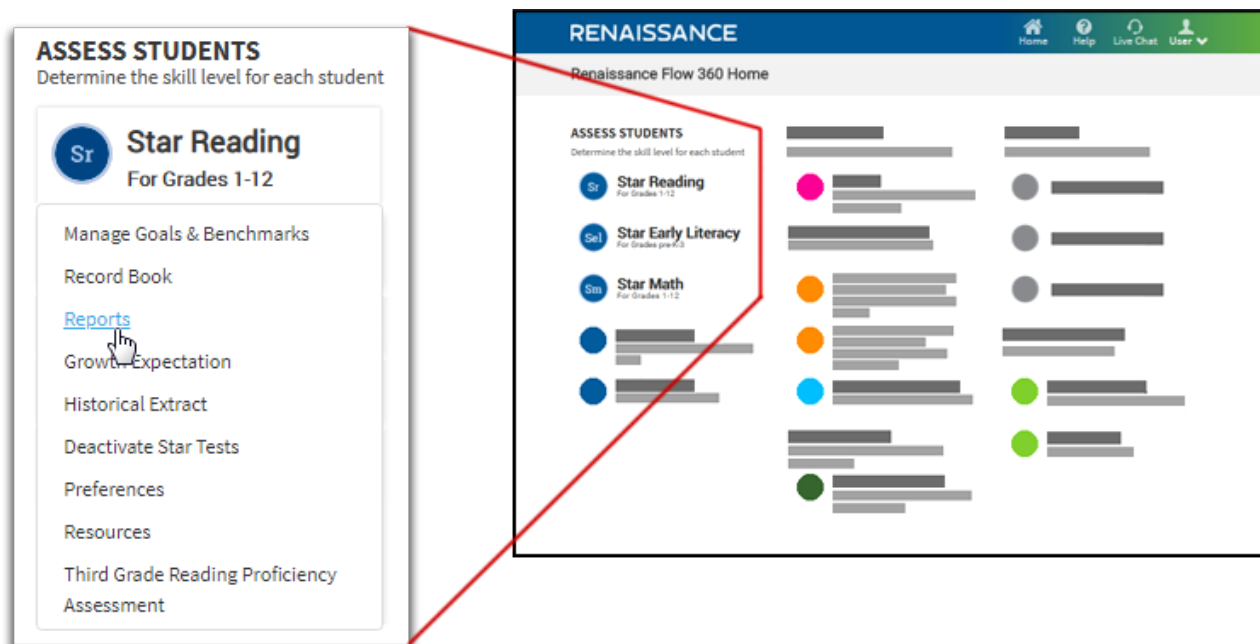 ASSESS STUDENTS
Determine the skill level for each student
Sr
Star Reading
For Grades 1-12
Manage Goals & Benchmarks
Record Book
Reports
Growth Expectation
Historical Extract
Deactivate Star Tests
Preferences
Resources
Third Grade Reading Proficiency
Assessment
RENAISSANCE
Home
Help
Live Chat
User
Renaissance Flow 360 Home
ASSESS STUDENTS
Determine the skill level for each student
Sr
Star Reading
For Grades 1-12
Sel
Star Early Literacy
For Grades pre-K-3
Sm
Star Math
For Grades 1-12